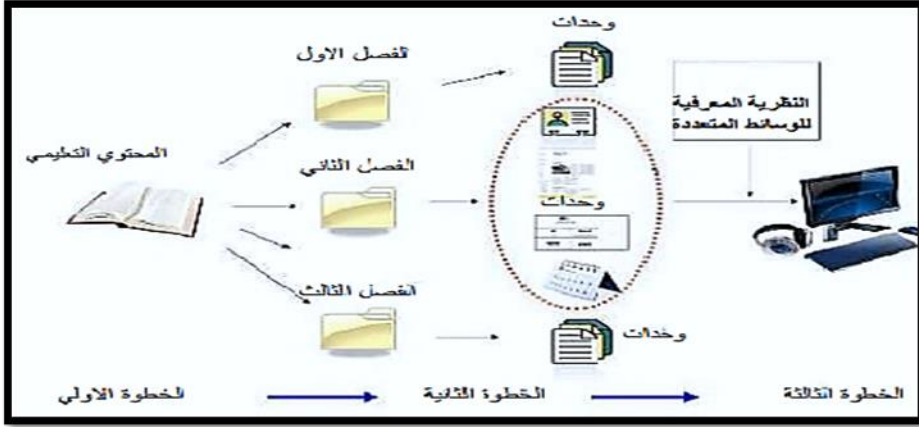 وحدات
الفصل الاول
النظرية المعرفية
للوسائط المتعددة
المحتوي التعليمي
الفصل الثاني
وحدات
الفصل الثالث
وحدات
الخطوة الاولي
الخطوة الثانية
الخطوة الثالثة